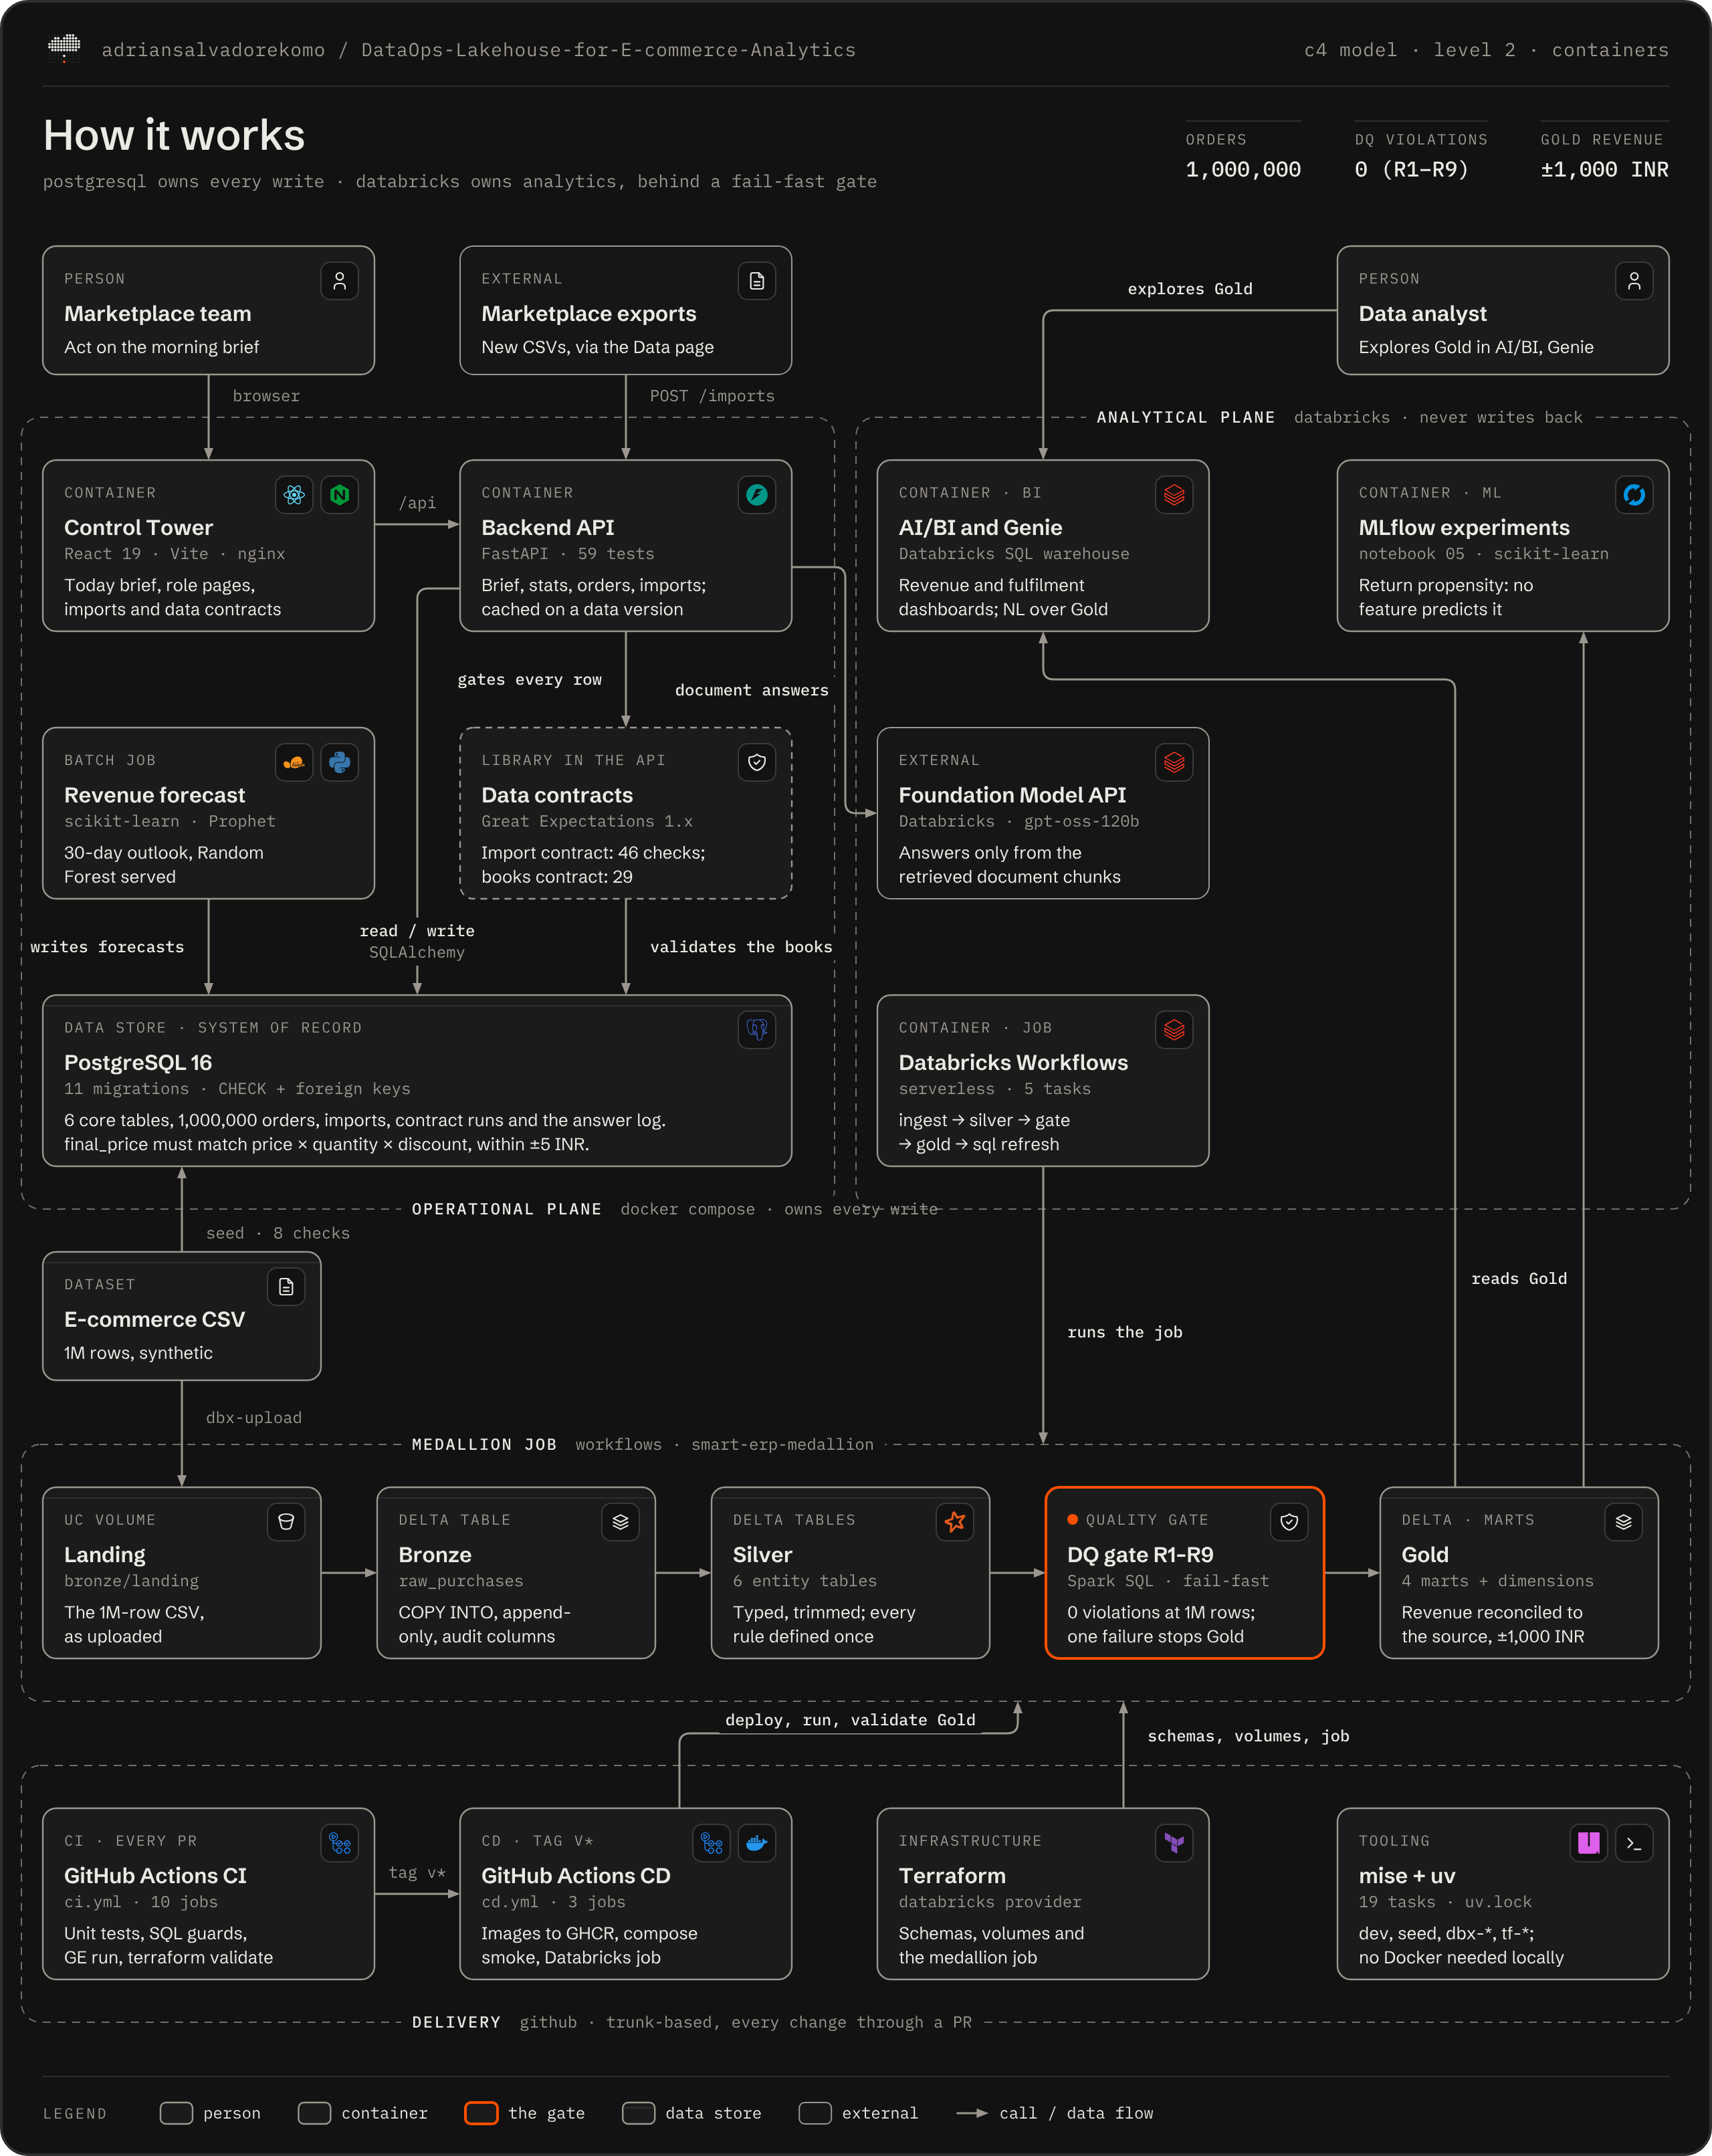 adriansalvadorekomo / DataOps-Lakehouse-for-E-commerce-Analytics
c4 model · level 2 · containers
How it works
postgresql owns every write · databricks owns analytics, behind a fail-fast gate
ORDERS
1,000,000
DQ VIOLATIONS
0 (R1–R9)
GOLD REVENUE
±1,000 INR
PERSON
Marketplace team
Act on the morning brief
EXTERNAL
Marketplace exports
New CSVs, via the Data page
explores Gold
PERSON
Data analyst
Explores Gold in AI/BI, Genie
browser
POST /imports
ANALYTICAL PLANE databricks · never writes back
CONTAINER
Control Tower
React 19 · Vite · nginx
Today brief, role pages,
imports and data contracts
/api
CONTAINER
Backend API
FastAPI · 59 tests
Brief, stats, orders, imports;
cached on a data version
CONTAINER · BI
AI/BI and Genie
Databricks SQL warehouse
Revenue and fulfilment
dashboards; NL over Gold
CONTAINER · ML
MLflow experiments
notebook 05 · scikit-learn
Return propensity: no
feature predicts it
gates every row
document answers
BATCH JOB
Revenue forecast
scikit-learn · Prophet
30-day outlook, Random
Forest served
LIBRARY IN THE API
Data contracts
Great Expectations 1.x
Import contract: 46 checks;
books contract: 29
EXTERNAL
Foundation Model API
Databricks · gpt-oss-120b
Answers only from the
retrieved document chunks
writes forecasts
read / write
SQLAlchemy
validates the books
DATA STORE · SYSTEM OF RECORD
PostgreSQL 16
11 migrations · CHECK + foreign keys
6 core tables, 1,000,000 orders, imports, contract runs and the answer log.
final_price must match price × quantity × discount, within ±5 INR.
CONTAINER · JOB
Databricks Workflows
serverless · 5 tasks
ingest → silver → gate
→ gold → sql refresh
OPERATIONAL PLANE docker compose · owns every write
seed · 8 checks
DATASET
E-commerce CSV
1M rows, synthetic
reads Gold
runs the job
dbx-upload
MEDALLION JOB workflows · smart-erp-medallion
UC VOLUME
Landing
bronze/landing
The 1M-row CSV,
as uploaded
DELTA TABLE
Bronze
raw_purchases
COPY INTO, append-
only, audit columns
DELTA TABLES
Silver
6 entity tables
Typed, trimmed; every
rule defined once
QUALITY GATE
DQ gate R1–R9
Spark SQL · fail-fast
0 violations at 1M rows;
one failure stops Gold
DELTA · MARTS
Gold
4 marts + dimensions
Revenue reconciled to
the source, ±1,000 INR
deploy, run, validate Gold
schemas, volumes, job
CI · EVERY PR
GitHub Actions CI
ci.yml · 10 jobs
Unit tests, SQL guards,
GE run, terraform validate
tag v*
CD · TAG V*
GitHub Actions CD
cd.yml · 3 jobs
Images to GHCR, compose
smoke, Databricks job
INFRASTRUCTURE
Terraform
databricks provider
Schemas, volumes and
the medallion job
TOOLING
mise + uv
19 tasks · uv.lock
dev, seed, dbx-*, tf-*;
no Docker needed locally
DELIVERY github · trunk-based, every change through a PR
LEGEND
person
container
the gate
data store
external
call / data flow